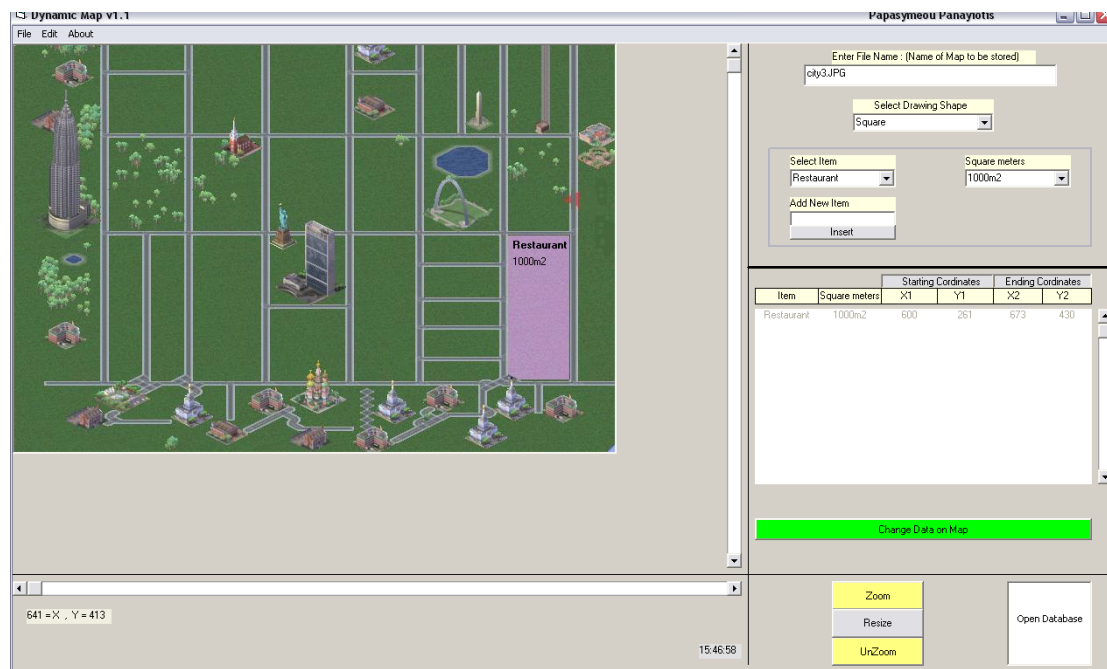 Dynamic Map v1.1
Papasymeou Panayiotis
File Edit About
Enter File Name : (Name of Map to be stored)
city3.JPG
Select Drawing Shape
Square
Select Item
Square meters
Restaurant
1000m2
Add New Item
Insert
Restaurant
1000m2
Starting Cordinates
Ending Cordinates
Item Square meters X1 Y1 X2 Y2
Restaurant 1000m2 600 261 673 430
Change Data on Map
Zoom
641 =X , Y = 413
Resize
Open Database
15:46:58
UnZoom